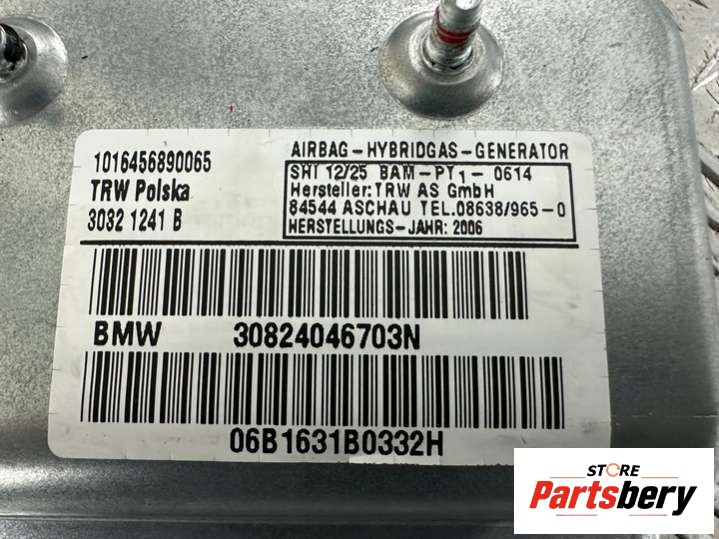 1016456890065
TRW Polska
3032 1241 B
AIRBAG-HYBRIDGAS-GENERATOR
SHI 12/25 BAM-PT1- 0614
Hersteller:TRW AS GmbH
84544 ASCHAU TEL.08638/965-0
HERSTELLUNGS-JAHR: 2006
BMW 30824046703N
06B1631B0332H
STORE
Partsbery